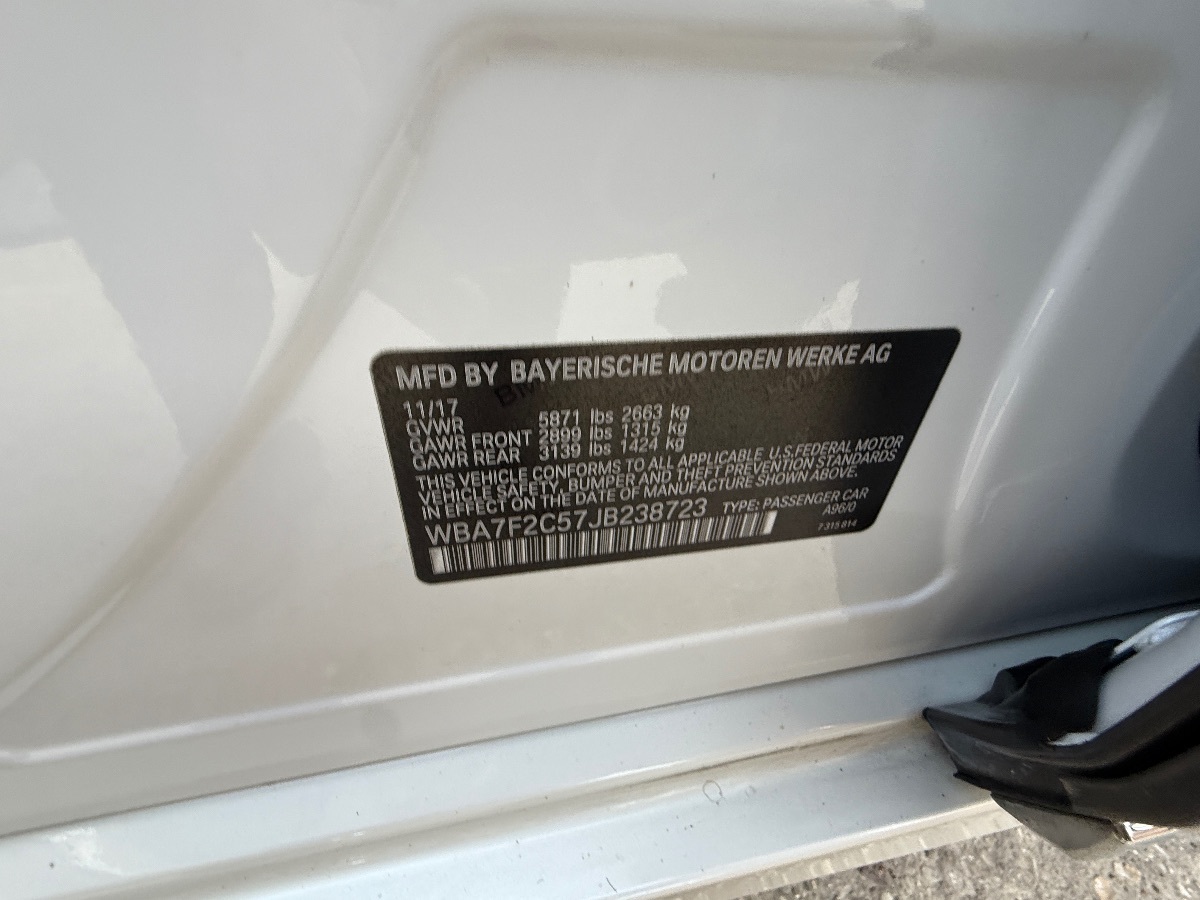 MFD BY BAYERISCHE MOTOREN WERKE AG
11/17
GVWR 5871 lbs 2663 kg
GAWR FRONT 2899 lbs 1315 kg
GAWR REAR 3139 lbs 1424 kg
THIS VEHICLE CONFORMS TO ALL APPLICABLE U.S.FEDERAL MOTOR
VEHICLE SAFETY, BUMPER AND THEFT PREVENTION STANDARDS
IN EFFECT ON THE DATE OF MANUFACTURE SHOWN ABOVE.
WBA7F2C57JB238723 TYPE: PASSENGER CAR
A96/0
7 315 814